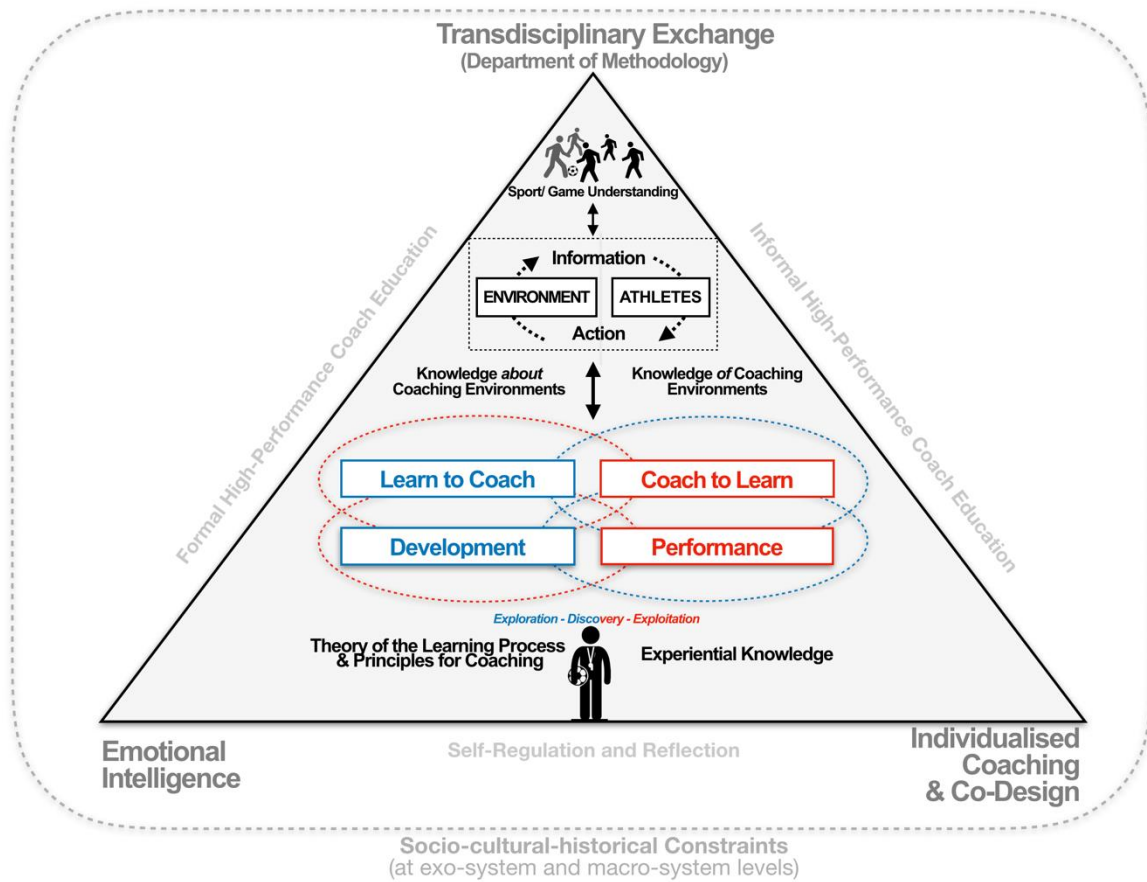 Transdisciplinary Exchange
(Department of Methodology)
Sport/ Game Understanding
Information
ENVIRONMENT
ATHLETES
Action
Formal High-Performance Coach Education
Informal High-Performance Coach Education
Knowledge about
Coaching Environments
Knowledge of Coaching
Environments
Learn to Coach
Coach to Learn
Development
Performance
Exploration - Discovery - Exploitation
Theory of the Learning Process
& Principles for Coaching
Experiential Knowledge
Emotional
Intelligence
Self-Regulation and Reflection
Individualised
Coaching
& Co-Design
Socio-cultural-historical Constraints
(at exo-system and macro-system levels)